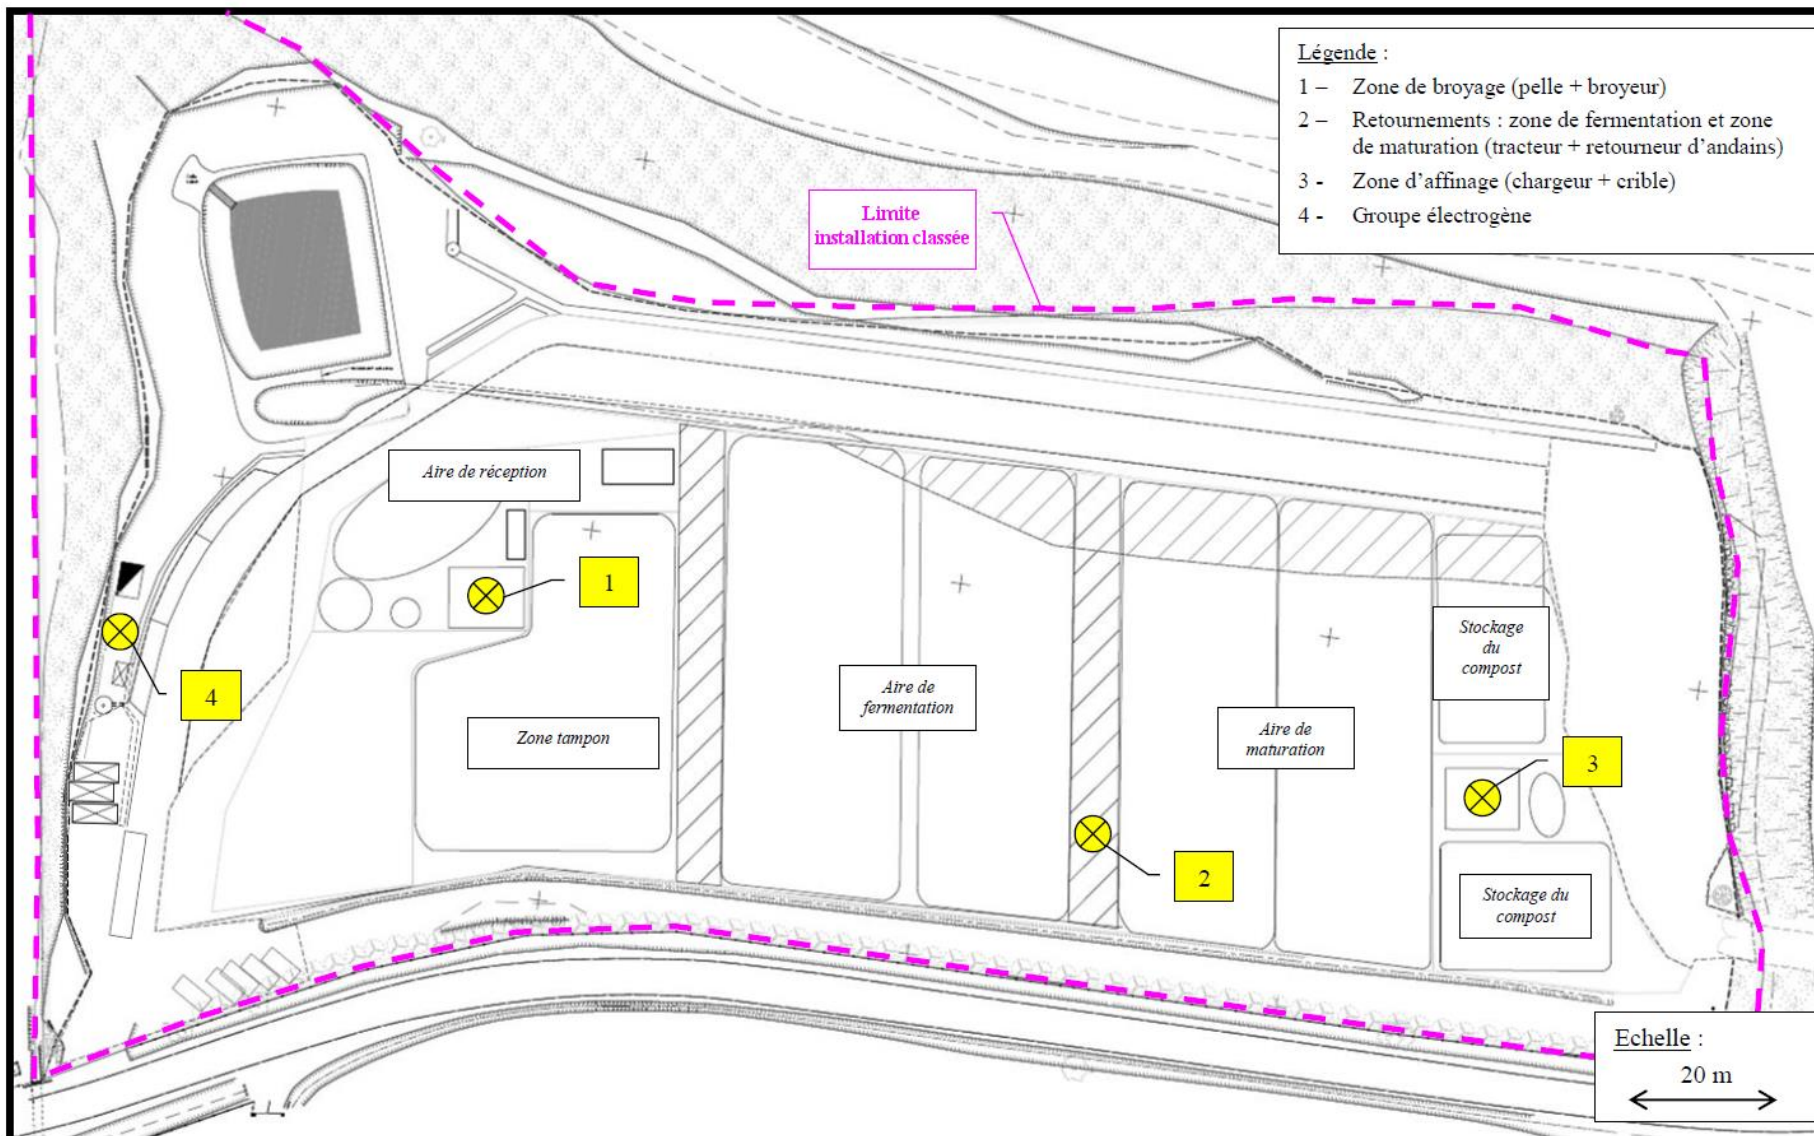 Légende :
1 – Zone de broyage (pelle + broyeur)
2 – Retournements : zone de fermentation et zone
de maturation (tracteur + retourneur d'andains)
3 - Zone d'affinage (chargeur + crible)
4 - Groupe électrogène
Limite
installation classée
Aire de réception
1
4
Zone tampon
Aire de
fermentation
Aire de
maturation
Stockage
du
compost
3
2
Stockage du
compost
Echelle :
20 m